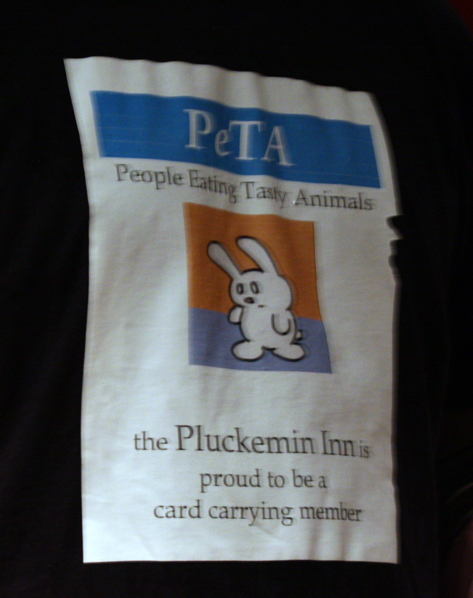 PeTA
People Eating Tasty Animals
the Pluckemin Inn is
proud to be a
card carrying member